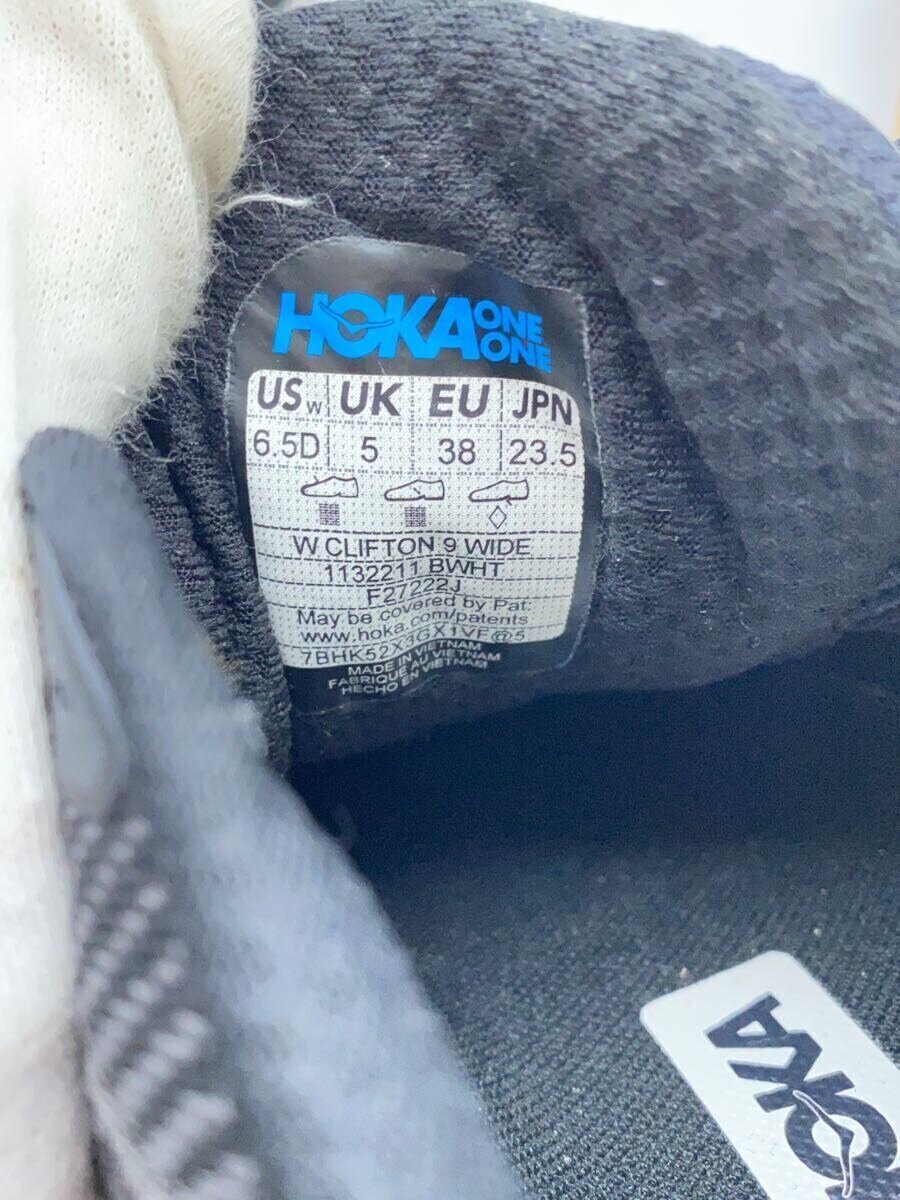 HOKA ONE ONE
US W UK EU JPN
6.5D 5 38 23.5
W CLIFTON 9 WIDE
1132211 BWHT
F27222J
May be covered by Pat:
www.hoka.com/patents
7BHK52X3GX1VF@5
MADE IN VIETNAM
FABRIQUE AU VIETNAM
HECHO EN VIETNAM
HOKA